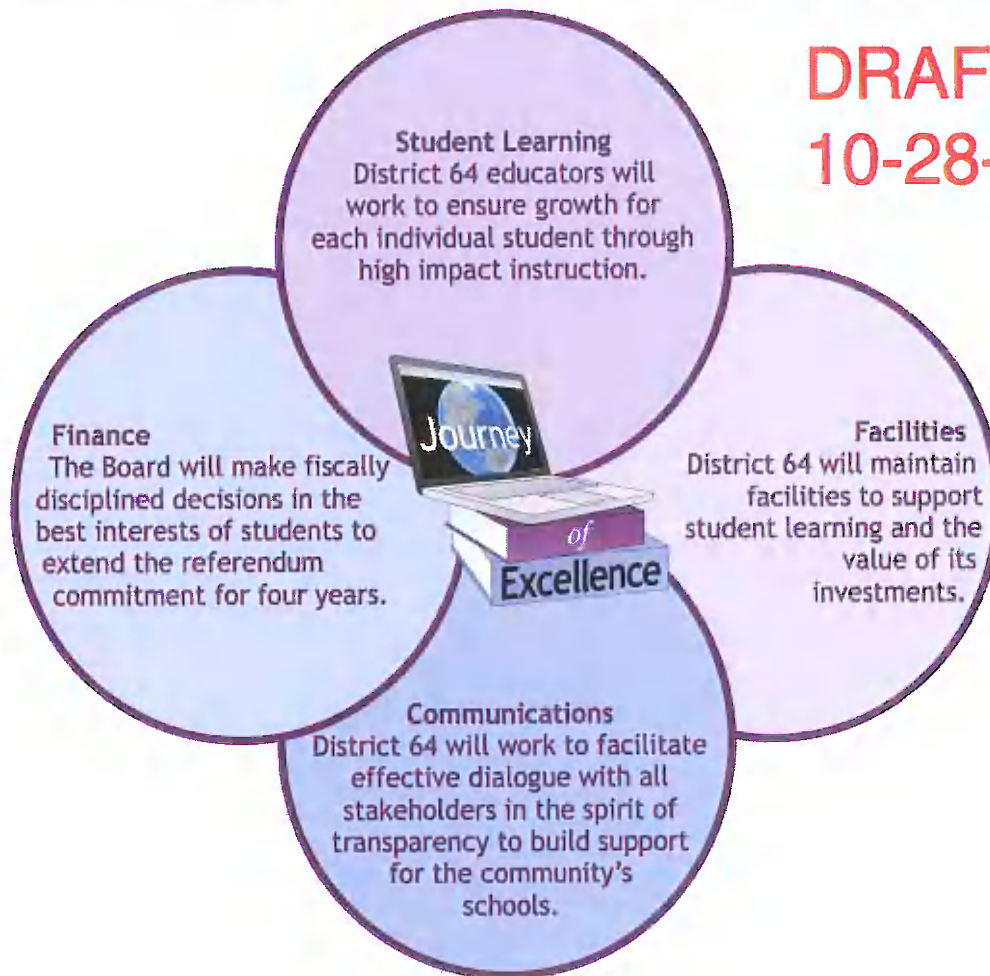 DRAF
10-28-
Student Learning
District 64 educators will
work to ensure growth for
each individual student through
high impact instruction.
Journey
of
Excellence
Finance
The Board will make fiscally
disciplined decisions in the
best interests of students to
extend the referendum
commitment for four years.
Facilities
District 64 will maintain
facilities to support
student learning and the
value of its
investments.
Communications
District 64 will work to facilitate
effective dialogue with all
stakeholders in the spirit of
transparency to build support
for the community's
schools.